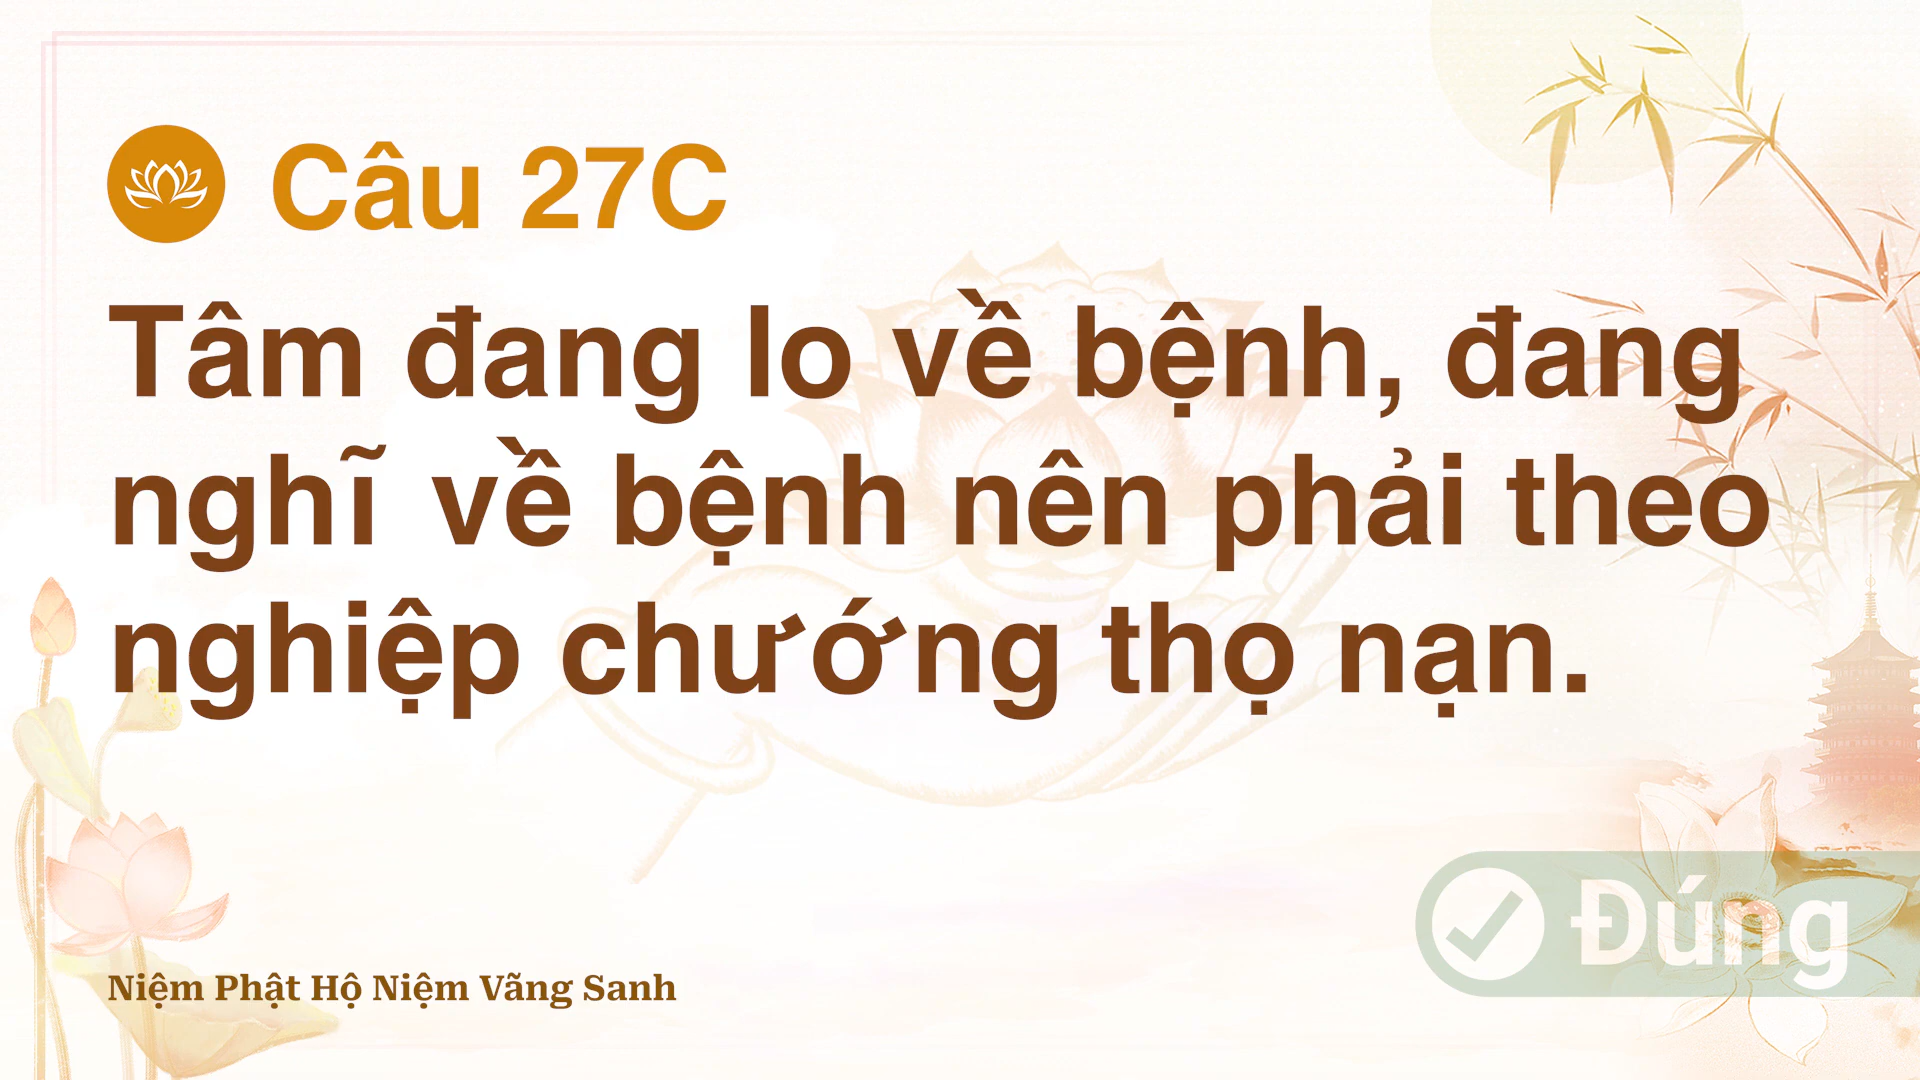 Câu 27C
Tâm đang lo về bệnh, đang
nghĩ về bệnh nên phải theo
nghiệp chướng thọ nạn.
Đúng
Niệm Phật Hộ Niệm Vãng Sanh